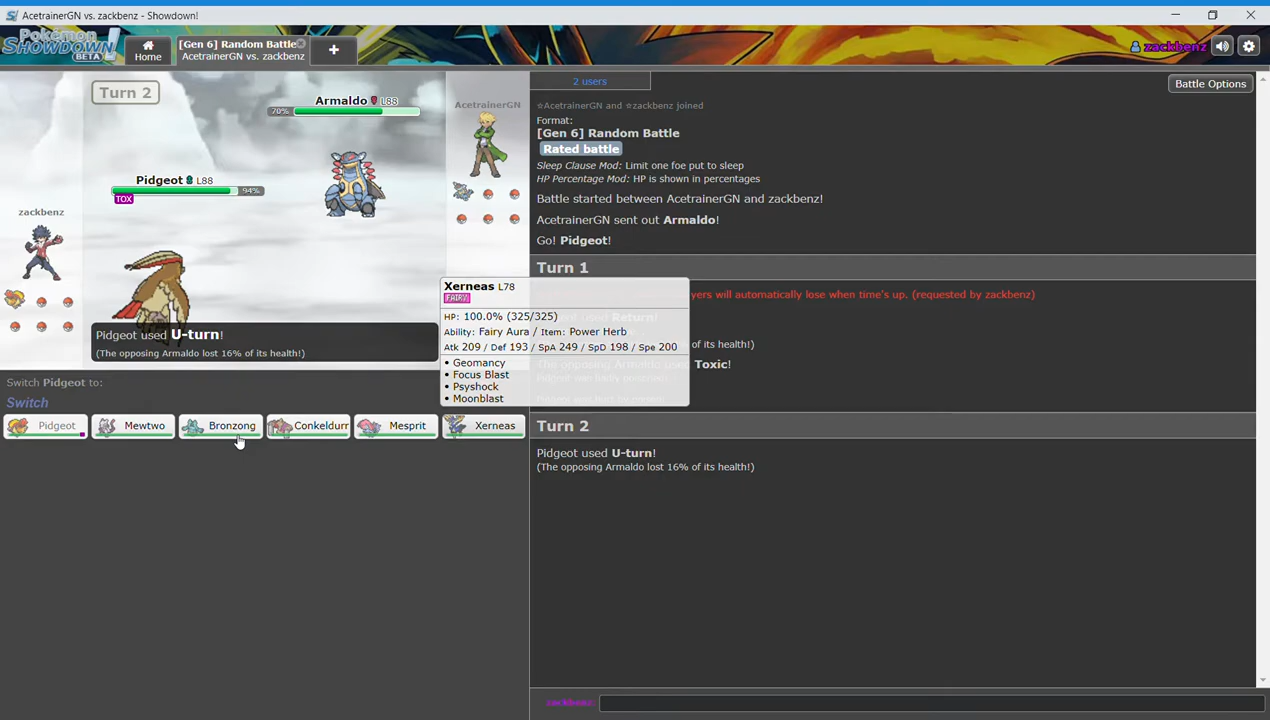 AcetrainerGN vs. zackbenz - Showdown!
Pokémon
SHOWDOWN!
BETA
Home
[Gen 6] Random Battle
AcetrainerGN vs. zackbenz
+
zackbenz
Turn 2
Armaldo L88
70%
AcetrainerGN
Pidgeot L88
94%
TOX
zackbenz
Pidgeot used U-turn!
(The opposing Armaldo lost 16% of its health!)
Switch Pidgeot to:
Switch
Pidgeot
Mewtwo
Bronzong
Conkeldurr
Mesprit
Xerneas
Xerneas L78
FAIRY
HP: 100.0% (325/325)
Ability: Fairy Aura / Item: Power Herb
Atk 209 / Def 193 / SpA 249 / SpD 198 / Spe 200
• Geomancy
• Focus Blast
• Psyshock
• Moonblast
2 users
Battle Options
☆AcetrainerGN and ☆zackbenz joined
Format:
[Gen 6] Random Battle
Rated battle
Sleep Clause Mod: Limit one foe put to sleep
HP Percentage Mod: HP is shown in percentages
Battle started between AcetrainerGN and zackbenz!
AcetrainerGN sent out Armaldo!
Go! Pidgeot!
Turn 1
yers will automatically lose when time's up. (requested by zackbenz)
Return!
of its health!)
Toxic!
Turn 2
Pidgeot used U-turn!
(The opposing Armaldo lost 16% of its health!)
zackbenz: